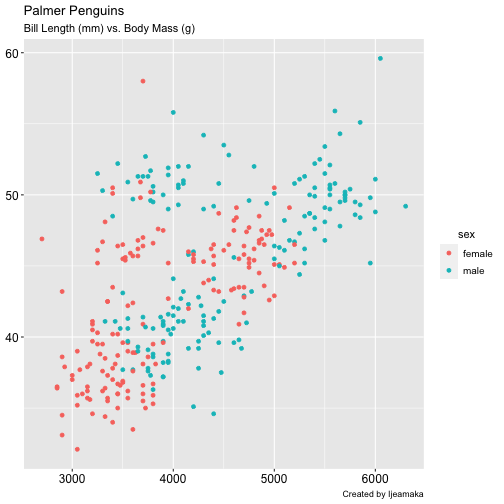 Palmer Penguins
Bill Length (mm) vs. Body Mass (g)
60
50
40
3000 4000 5000 6000
sex
female
male
Created by Ijeamaka